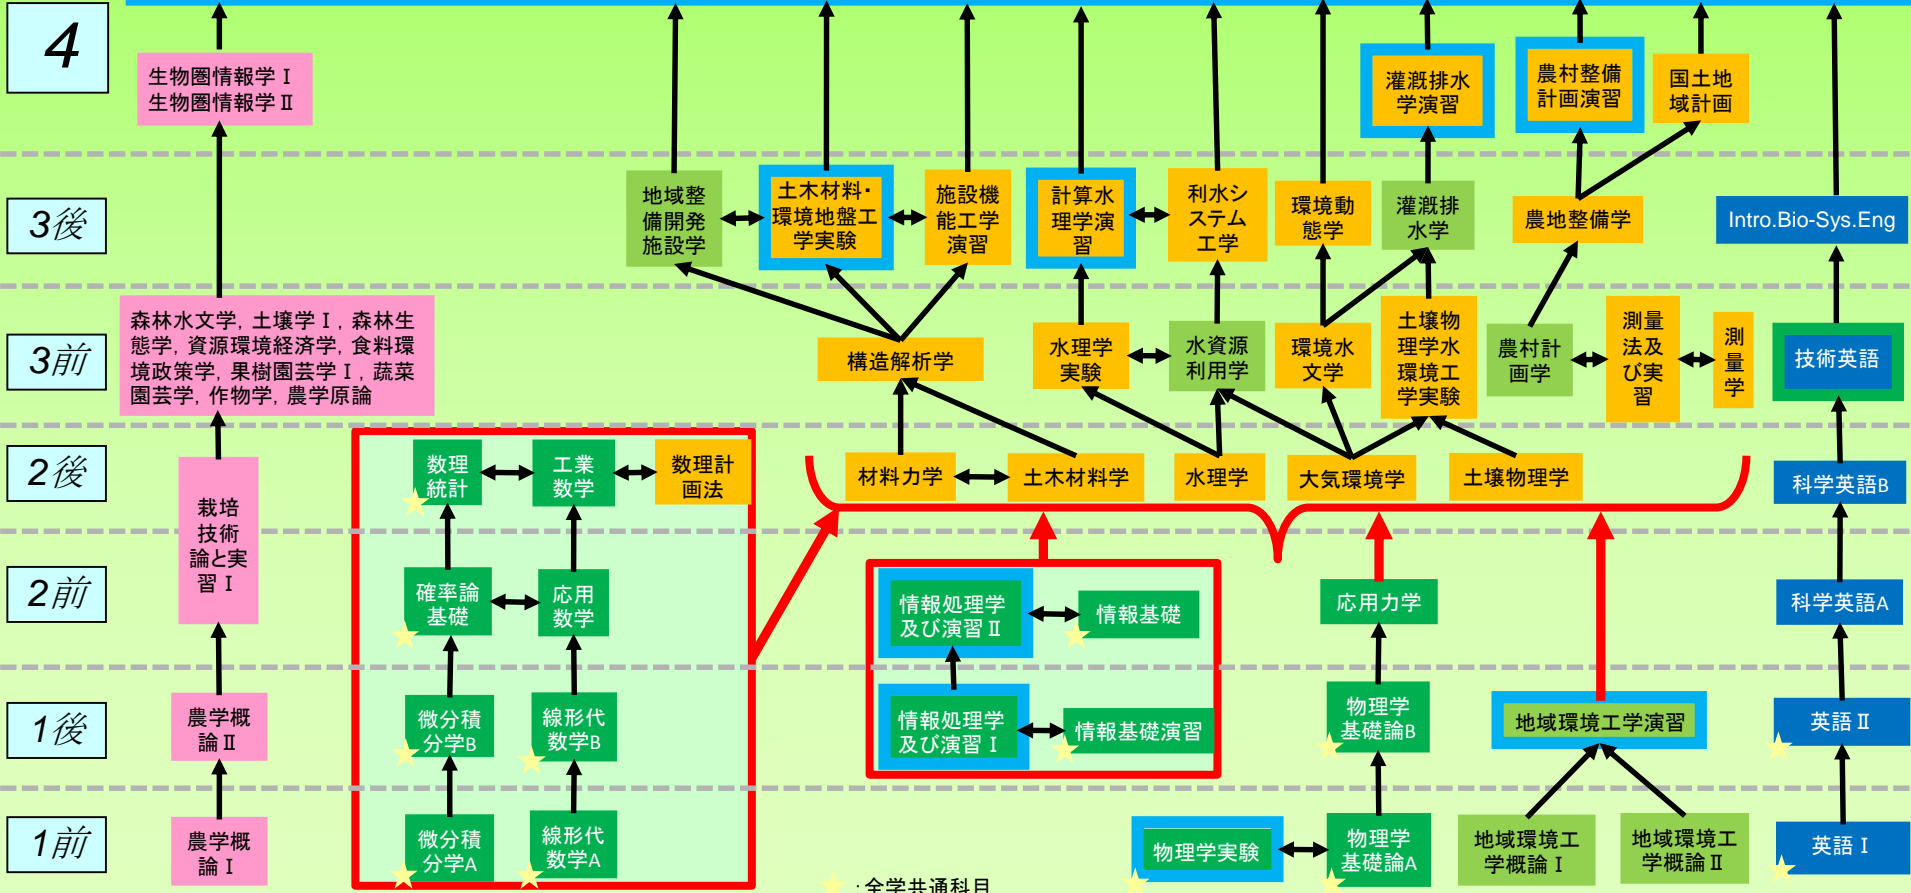 4
生物圏情報学Ⅰ
生物圏情報学Ⅱ
灌漑排水
学演習
農村整備
計画演習
国土地
域計画
3後
地域整
備開発
施設学
土木材料・
環境地盤工
学実験
施設機
能工学
演習
計算水
理学演
習
利水シ
ステム
工学
環境動
態学
灌漑排
水学
農地整備学
Intro.Bio-Sys.Eng
3前
森林水文学, 土壌学Ⅰ, 森林生
態学, 資源環境経済学, 食料環
境政策学, 果樹園芸学Ⅰ, 蔬菜
園芸学, 作物学, 農学原論
構造解析学
水理学
実験
水資源
利用学
環境水
文学
土壌物
理学水
環境工
学実験
農村計
画学
測量
法及
び実
習
測
量
学
技術英語
2後
栽培
技術
論と実
習Ⅰ
数理
統計
工業
数学
数理計
画法
材料力学
土木材料学
水理学
大気環境学
土壌物理学
科学英語B
2前
確率論
基礎
応用
数学
情報処理学
及び演習Ⅱ
情報基礎
応用力学
科学英語A
1後
農学概
論Ⅱ
微分積
分学B
線形代
数学B
情報処理学
及び演習Ⅰ
情報基礎演習
物理学
基礎論B
地域環境工学演習
英語Ⅱ
1前
農学概
論Ⅰ
微分積
分学A
線形代
数学A
物理学実験
物理学
基礎論A
地域環境工
学概論Ⅰ
地域環境工
学概論Ⅱ
英語Ⅰ
:全学共通科目